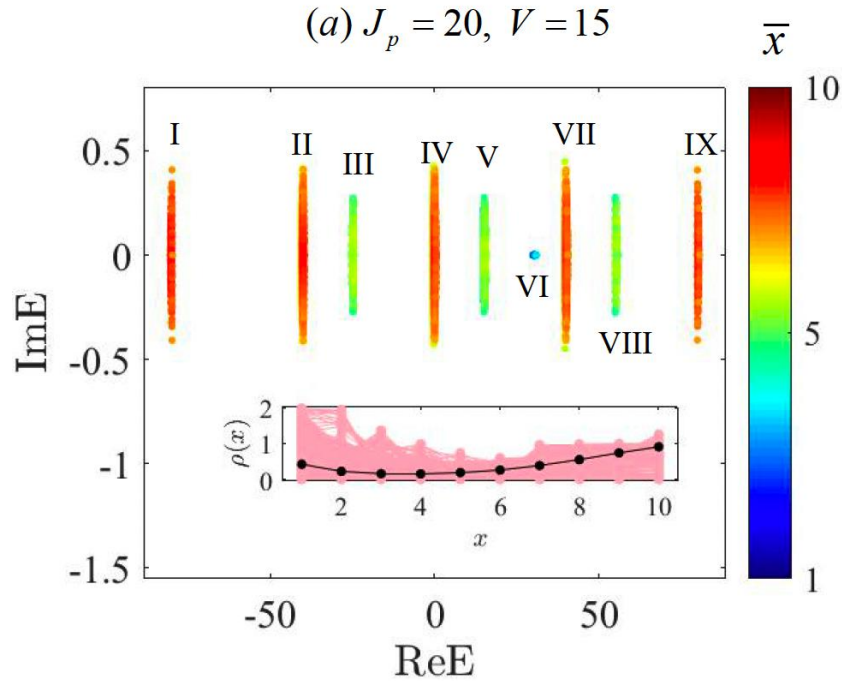 (a) J_p = 20, V = 15
x̄
10
5
1
I
II
III
IV
V
VI
VII
VIII
IX
0.5
0
-0.5
-1
-1.5
ImE
-50
0
50
ReE
2
1
0
ρ(x)
2
4
6
8
10
x